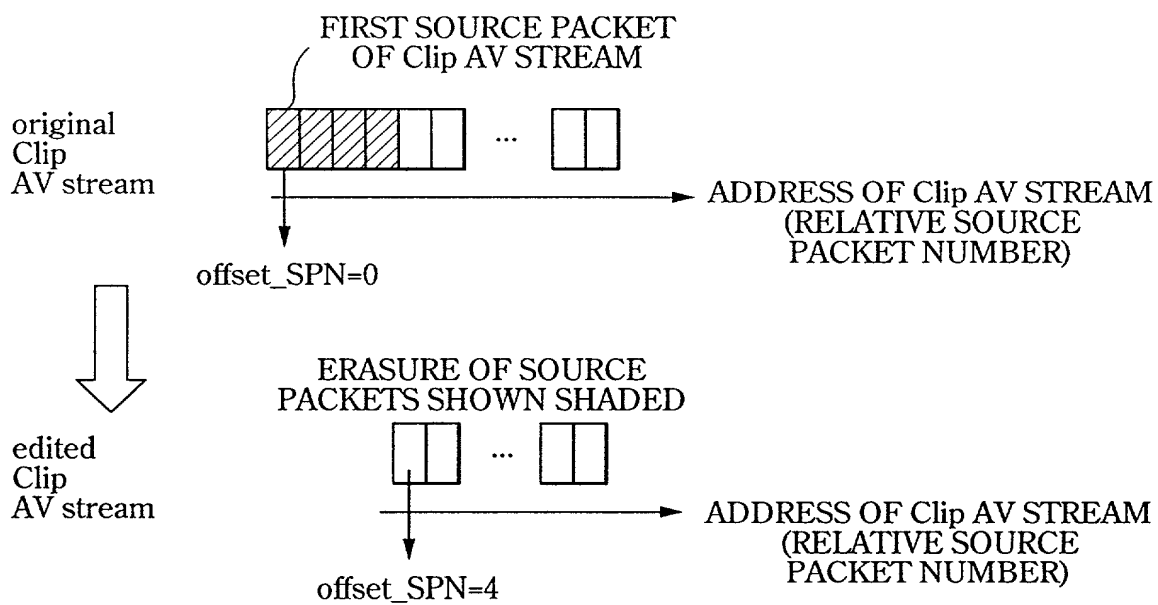 FIRST SOURCE PACKET
OF Clip AV STREAM
original
Clip
AV stream
...
ADDRESS OF Clip AV STREAM
(RELATIVE SOURCE
PACKET NUMBER)
offset_SPN=0
ERASURE OF SOURCE
PACKETS SHOWN SHADED
edited
Clip
AV stream
...
ADDRESS OF Clip AV STREAM
(RELATIVE SOURCE
PACKET NUMBER)
offset_SPN=4